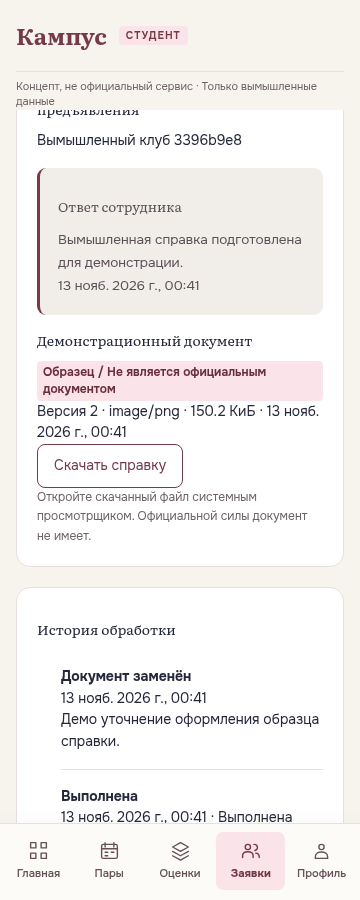 Кампус
СТУДЕНТ
Концепт, не официальный сервис · Только вымышленные
данные
предъявления
Вымышленный клуб 3396b9e8
Ответ сотрудника
Вымышленная справка подготовлена
для демонстрации.
13 нояб. 2026 г., 00:41
Демонстрационный документ
Образец / Не является официальным
документом
Версия 2 · image/png · 150.2 КиБ · 13 нояб.
2026 г., 00:41
Скачать справку
Откройте скачанный файл системным
просмотрщиком. Официальной силы документ
не имеет.
История обработки
Документ заменён
13 нояб. 2026 г., 00:41
Демо уточнение оформления образца
справки.
Выполнена
13 нояб. 2026 г., 00:41 · Выполнена
Главная
Пары
Оценки
Заявки
Профиль